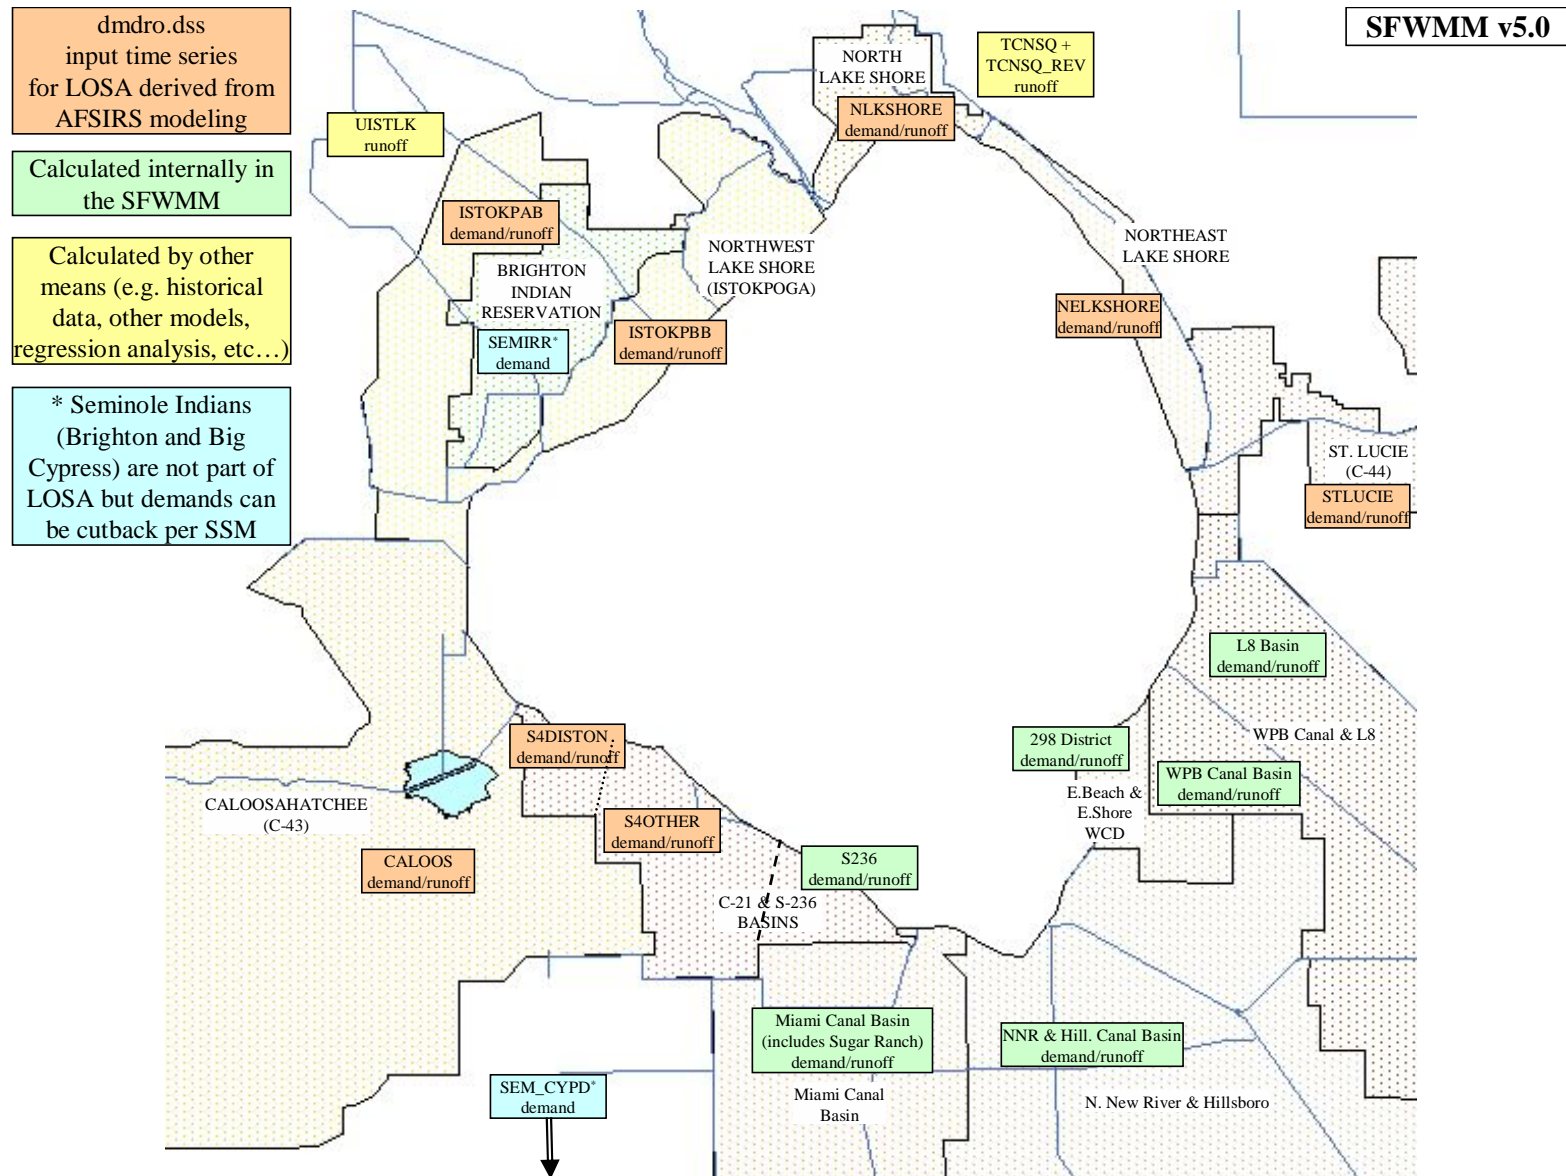 dmdro.dss
input time series
for LOSA derived from
AFSIRS modeling
Calculated internally in
the SFWMM
Calculated by other
means (e.g. historical
data, other models,
regression analysis, etc…)
* Seminole Indians
(Brighton and Big
Cypress) are not part of
LOSA but demands can
be cutback per SSM
SFWMM v5.0
NORTH
LAKE SHORE
TCNSQ +
TCNSQ_REV
runoff
NLKSHORE
demand/runoff
UISTLK
runoff
ISTOKPAB
demand/runoff
NORTHWEST
LAKE SHORE
(ISTOKPOGA)
NORTHEAST
LAKE SHORE
BRIGHTON
INDIAN
RESERVATION
NELKSHORE
demand/runoff
ISTOKPBB
demand/runoff
SEMIRR*
demand
ST. LUCIE
(C-44)
STLUCIE
demand/runoff
L8 Basin
demand/runoff
S4DISTON
demand/runoff
298 District
demand/runoff
WPB Canal & L8
WPB Canal Basin
demand/runoff
E.Beach &
E.Shore
WCD
CALOOSAHATCHEE
(C-43)
S4OTHER
demand/runoff
CALOOS
demand/runoff
S236
demand/runoff
C-21 & S-236
BASINS
Miami Canal Basin
(includes Sugar Ranch)
demand/runoff
NNR & Hill. Canal Basin
demand/runoff
SEM_CYPD*
demand
Miami Canal
Basin
N. New River & Hillsboro